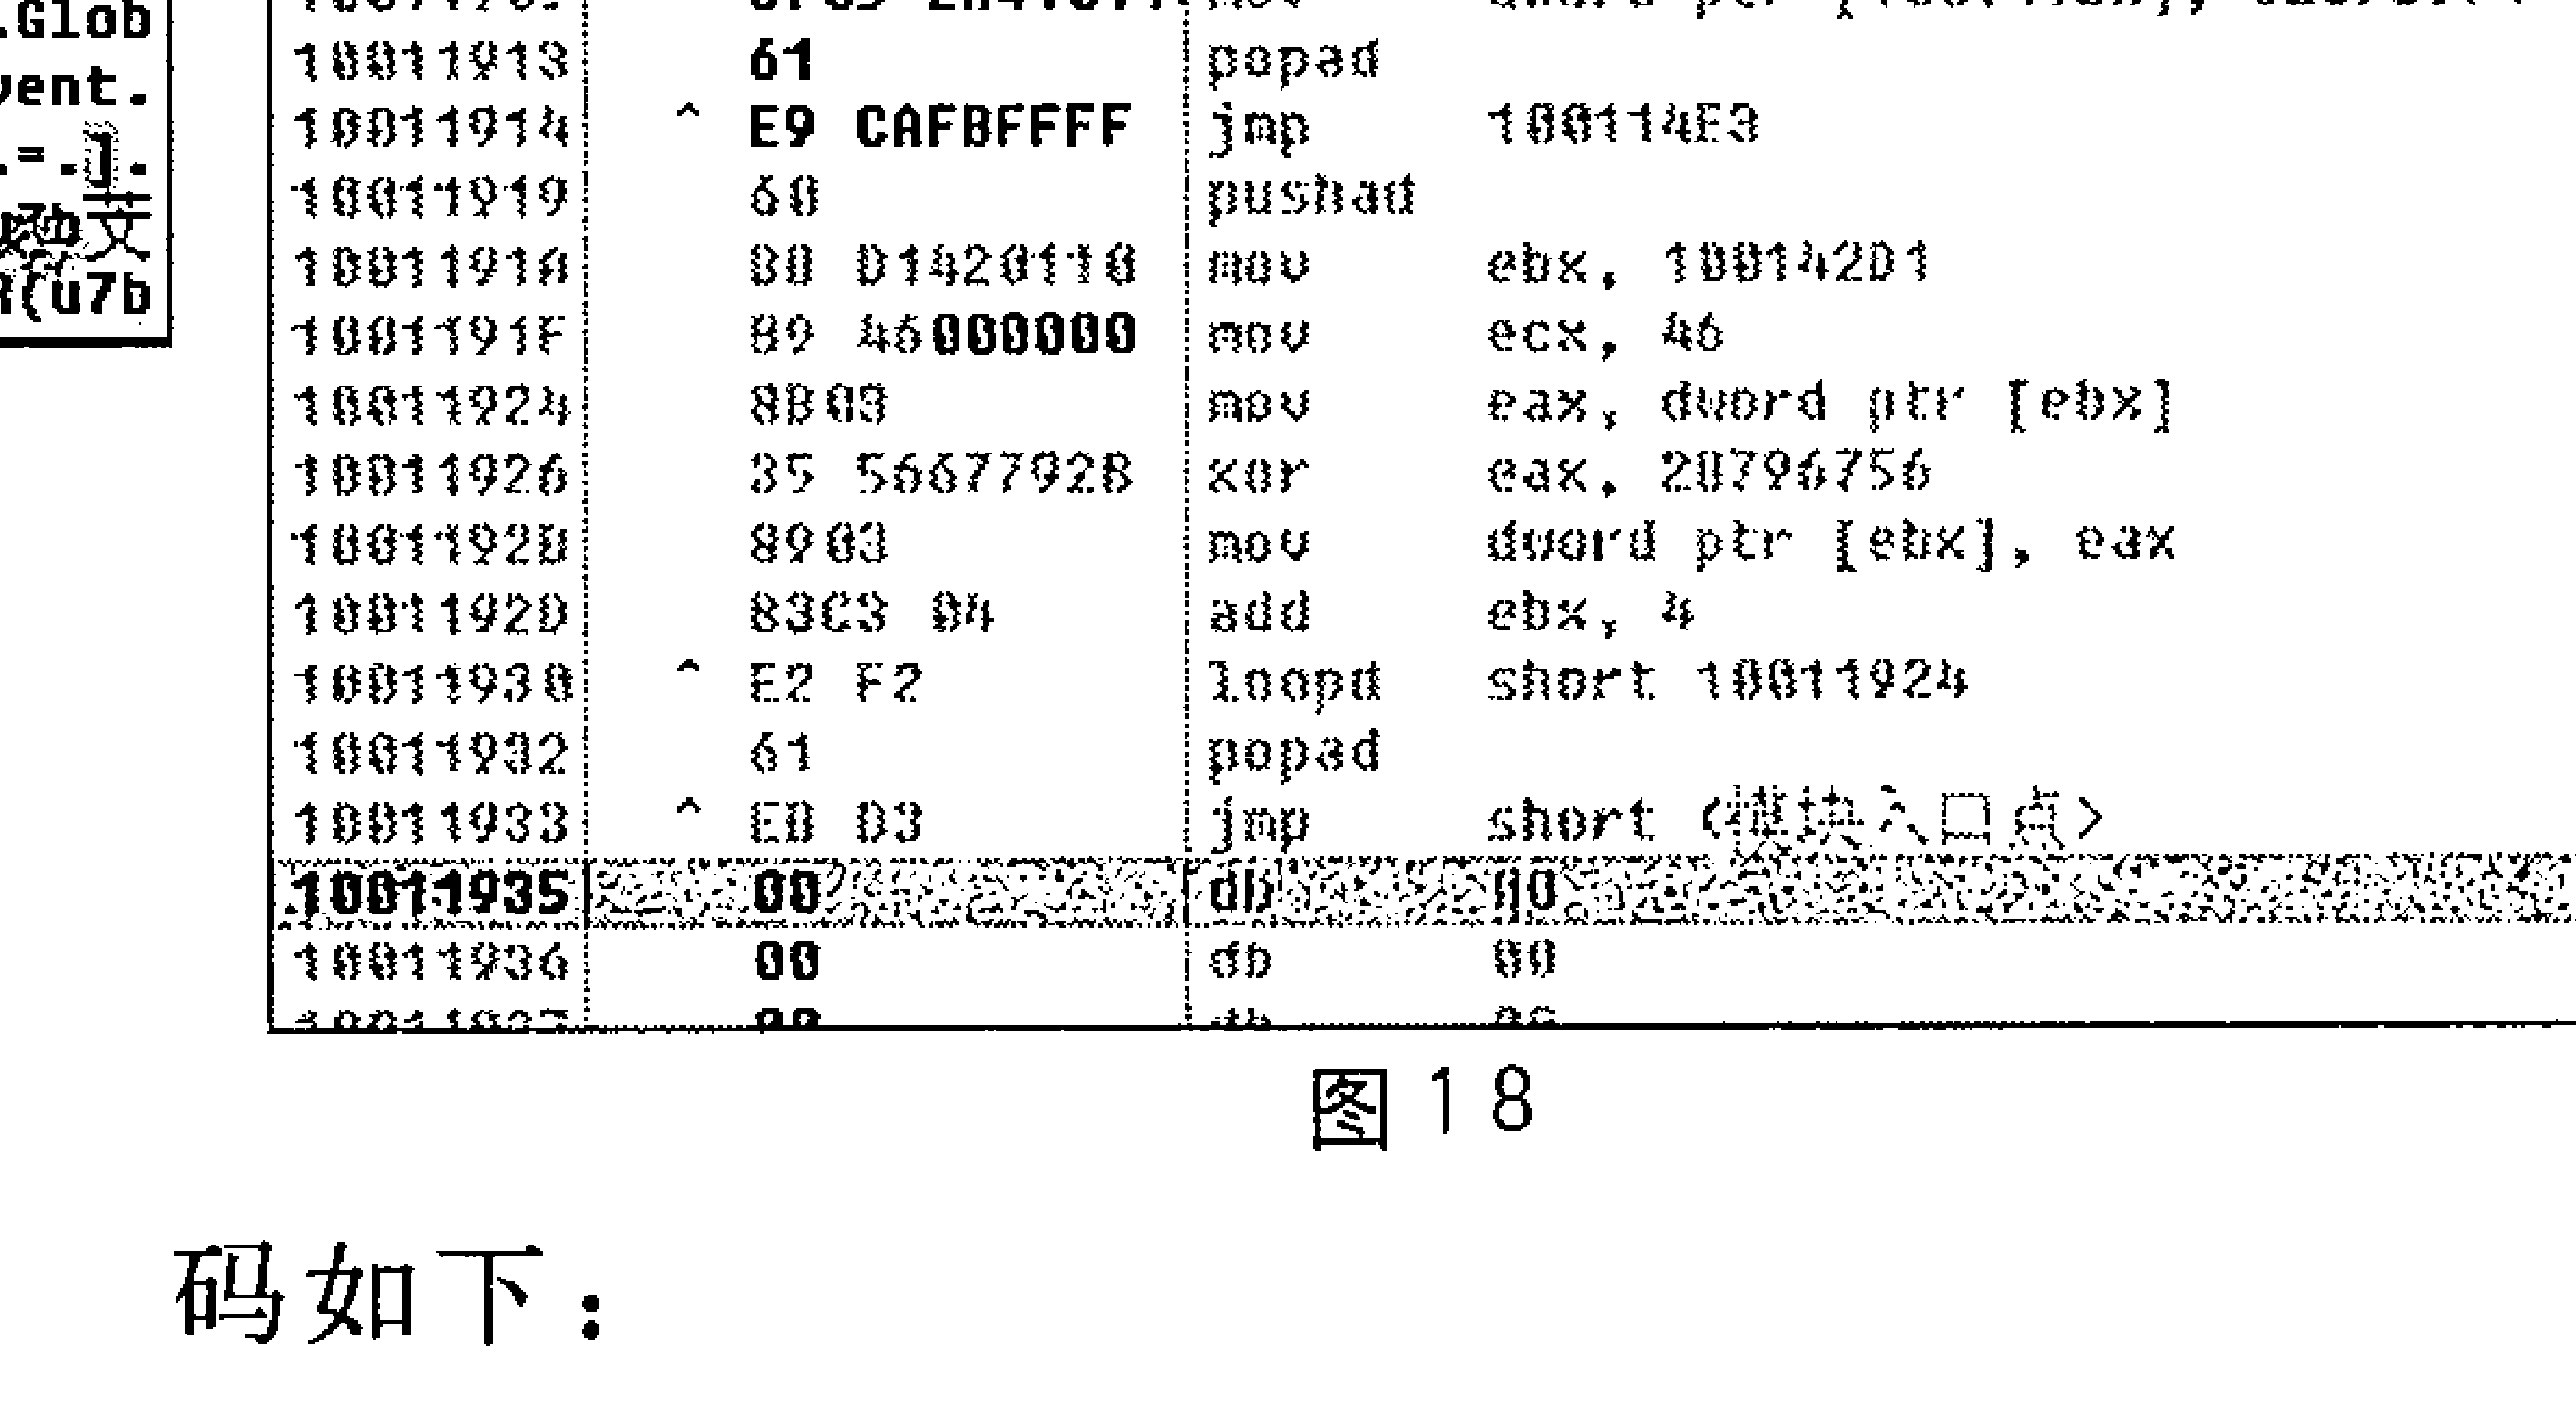 .Glob
vent.
.=.j.
(u7b
10011913 61 popad
10011914 ^ E9 CAFBFFFF jmp 100114E3
10011919 60 pushad
1001191A BB D1420110 mov ebx, 100142D1
1001191F B9 46000000 mov ecx, 46
10011924 8B03 mov eax, dword ptr [ebx]
10011926 35 5667792B xor eax, 2B796756
1001192B 8903 mov dword ptr [ebx], eax
1001192D 83C3 04 add ebx, 4
10011930 ^ E2 F2 loopd short 10011924
10011932 61 popad
10011933 ^ EB D3 jmp short <模块入口点>
10011935 00 db 00
10011936 00 db 00
图 18
码如下：